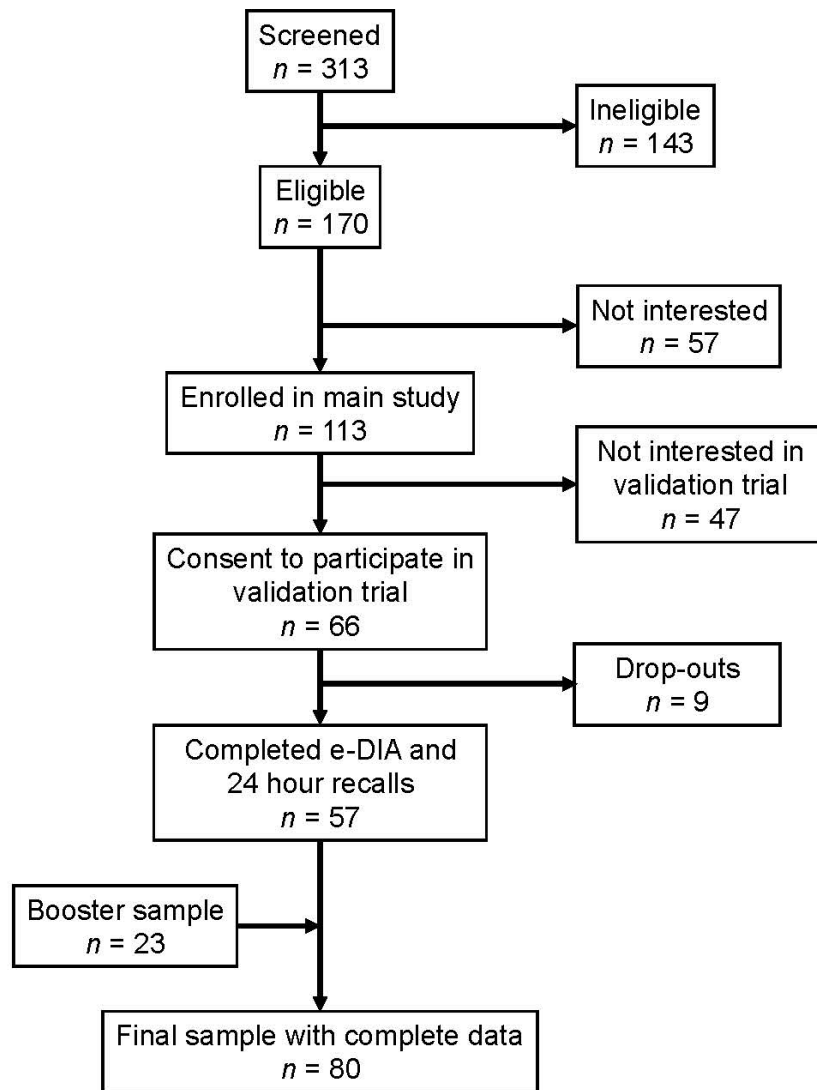 Screened
n = 313
Ineligible
n = 143
Eligible
n = 170
Not interested
n = 57
Enrolled in main study
n = 113
Not interested in
validation trial
n = 47
Consent to participate in
validation trial
n = 66
Drop-outs
n = 9
Completed e-DIA and
24 hour recalls
n = 57
Booster sample
n = 23
Final sample with complete data
n = 80